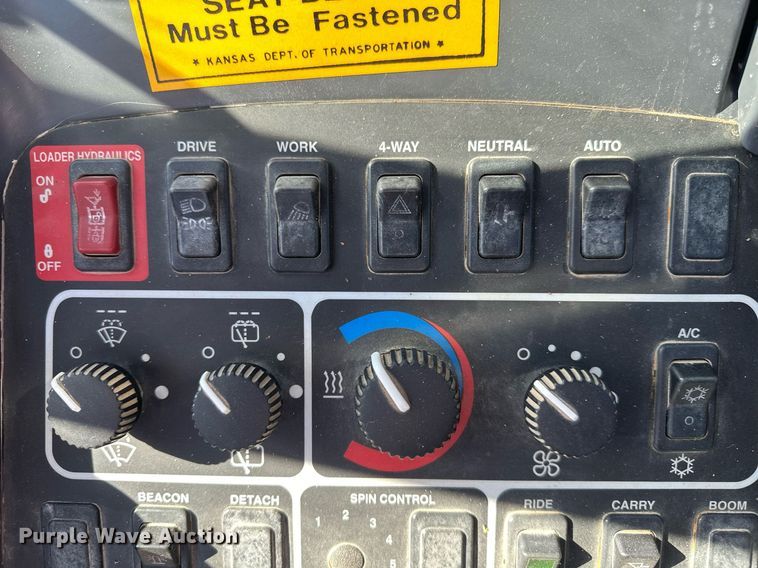 Must Be Fastened
* KANSAS DEPT. OF TRANSPORTATION *
DRIVE WORK 4-WAY NEUTRAL AUTO
LOADER HYDRAULICS
ON
OFF
A/C
BEACON DETACH SPIN CONTROL RIDE CARRY BOOM
1 2 3 4 5
Purple Wave Auction